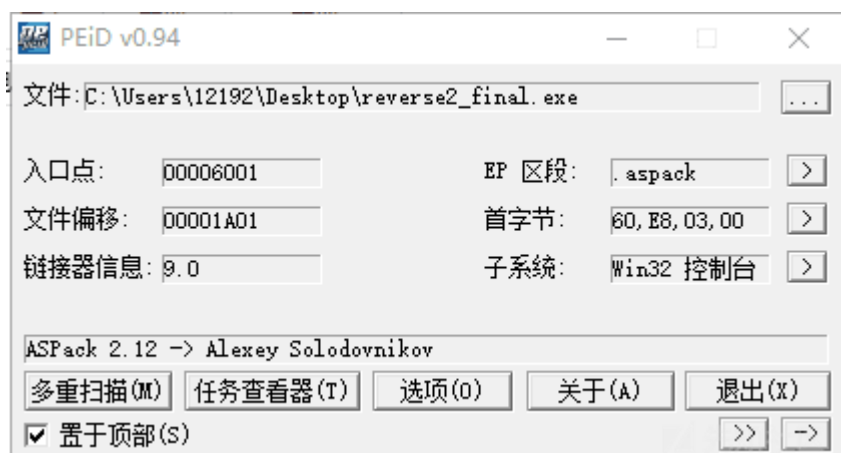 PEiD v0.94
文件: C:\Users\12192\Desktop\reverse2_final.exe ...
入口点: 00006001 EP 区段: .aspack >
文件偏移: 00001A01 首字节: 60,E8,03,00 >
链接器信息: 9.0 子系统: Win32 控制台 >
ASPack 2.12 -> Alexey Solodovnikov
多重扫描(M) 任务查看器(T) 选项(O) 关于(A) 退出(X)
置于顶部(S) >> ->